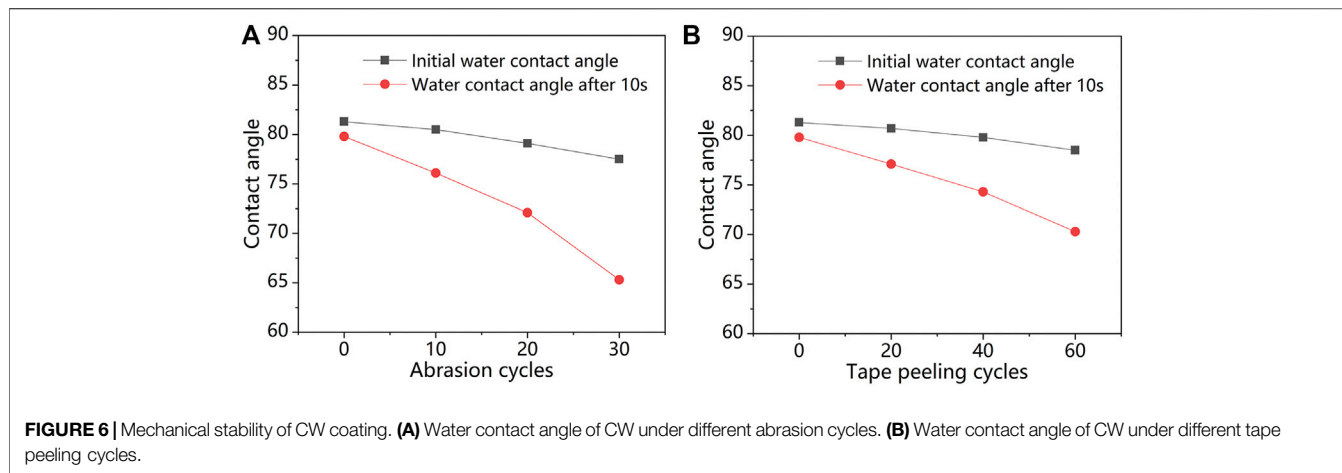 A
Initial water contact angle
Water contact angle after 10s
Contact angle
90
85
80
75
70
65
60
0 10 20 30
Abrasion cycles
B
Initial water contact angle
Water contact angle after 10s
Contact angle
90
85
80
75
70
65
60
0 20 40 60
Tape peeling cycles
FIGURE 6 | Mechanical stability of CW coating. (A) Water contact angle of CW under different abrasion cycles. (B) Water contact angle of CW under different tape
peeling cycles.